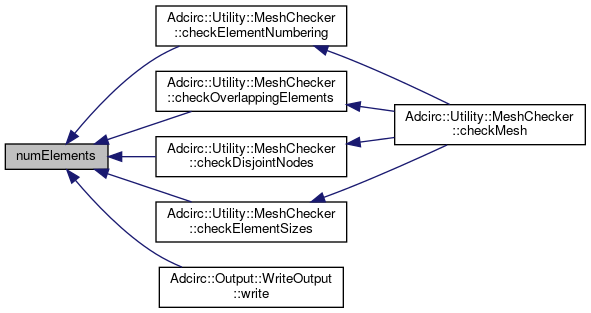 Adcirc::Utility::MeshChecker
::checkElementNumbering
Adcirc::Utility::MeshChecker
::checkOverlappingElements
Adcirc::Utility::MeshChecker
::checkMesh
numElements
Adcirc::Utility::MeshChecker
::checkDisjointNodes
Adcirc::Utility::MeshChecker
::checkElementSizes
Adcirc::Output::WriteOutput
::write